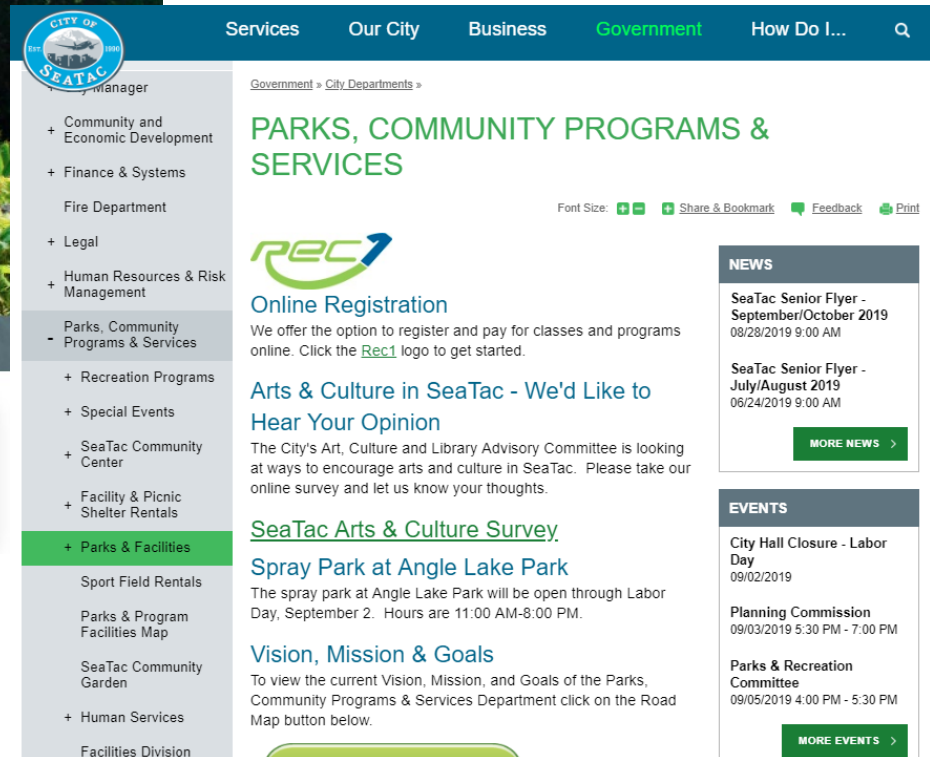 CITY OF
EST. 1990
SEATAC
Services Our City Business Government How Do I...
Manager
+ Community and
Economic Development
+ Finance & Systems
Fire Department
+ Legal
+ Human Resources & Risk
Management
- Parks, Community
Programs & Services
+ Recreation Programs
+ Special Events
+ SeaTac Community
Center
+ Facility & Picnic
Shelter Rentals
+ Parks & Facilities
Sport Field Rentals
Parks & Program
Facilities Map
SeaTac Community
Garden
+ Human Services
Facilities Division
Government » City Departments »
PARKS, COMMUNITY PROGRAMS &
SERVICES
Font Size: + - + Share & Bookmark Feedback Print
rec1
Online Registration
We offer the option to register and pay for classes and programs
online. Click the Rec1 logo to get started.
Arts & Culture in SeaTac - We'd Like to
Hear Your Opinion
The City's Art, Culture and Library Advisory Committee is looking
at ways to encourage arts and culture in SeaTac. Please take our
online survey and let us know your thoughts.
SeaTac Arts & Culture Survey
Spray Park at Angle Lake Park
The spray park at Angle Lake Park will be open through Labor
Day, September 2. Hours are 11:00 AM-8:00 PM.
Vision, Mission & Goals
To view the current Vision, Mission, and Goals of the Parks,
Community Programs & Services Department click on the Road
Map button below.
NEWS
SeaTac Senior Flyer -
September/October 2019
08/28/2019 9:00 AM
SeaTac Senior Flyer -
July/August 2019
06/24/2019 9:00 AM
MORE NEWS >
EVENTS
City Hall Closure - Labor
Day
09/02/2019
Planning Commission
09/03/2019 5:30 PM - 7:00 PM
Parks & Recreation
Committee
09/05/2019 4:00 PM - 5:30 PM
MORE EVENTS >